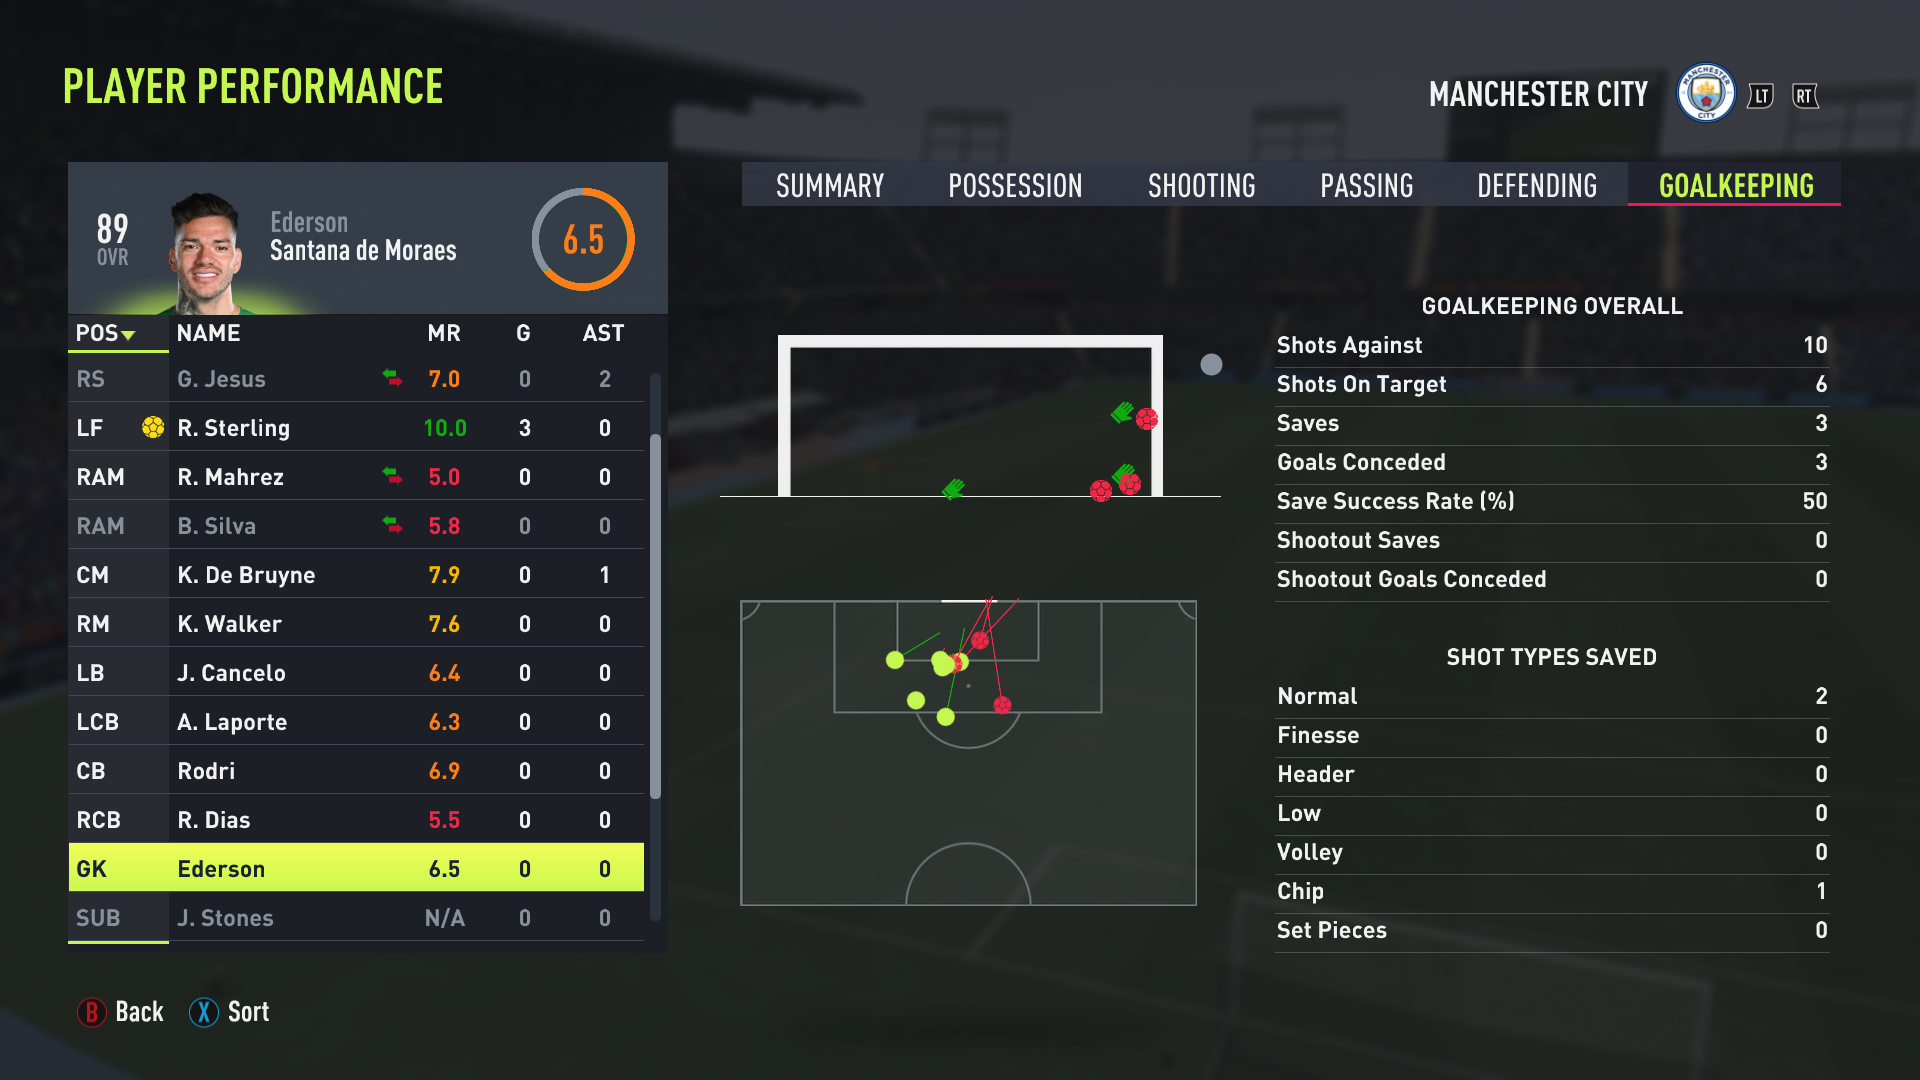 PLAYER PERFORMANCE
MANCHESTER CITY
MANCHESTER
CITY
LT
RT
89
OVR
Ederson
Santana de Moraes
6.5
POS NAME MR G AST
RS G. Jesus 7.0 0 2
LF R. Sterling 10.0 3 0
RAM R. Mahrez 5.0 0 0
RAM B. Silva 5.8 0 0
CM K. De Bruyne 7.9 0 1
RM K. Walker 7.6 0 0
LB J. Cancelo 6.4 0 0
LCB A. Laporte 6.3 0 0
CB Rodri 6.9 0 0
RCB R. Dias 5.5 0 0
GK Ederson 6.5 0 0
SUB J. Stones N/A 0 0
SUMMARY POSSESSION SHOOTING PASSING DEFENDING GOALKEEPING
GOALKEEPING OVERALL
Shots Against 10
Shots On Target 6
Saves 3
Goals Conceded 3
Save Success Rate (%) 50
Shootout Saves 0
Shootout Goals Conceded 0
SHOT TYPES SAVED
Normal 2
Finesse 0
Header 0
Low 0
Volley 0
Chip 1
Set Pieces 0
B Back X Sort